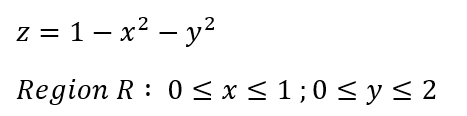 z = 1 − x² − y²
Region R : 0 ≤ x ≤ 1 ; 0 ≤ y ≤ 2